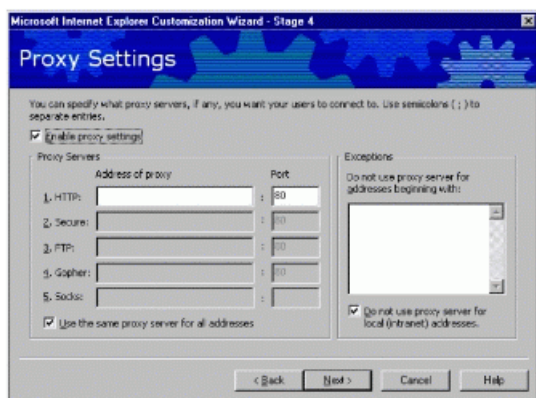 Microsoft Internet Explorer Customization Wizard - Stage 4
Proxy Settings
You can specify what proxy servers, if any, you want your users to connect to. Use semicolons ( ; ) to
separate entries.
Enable proxy settings
Proxy Servers
Address of proxy Port
1. HTTP: : 80
2. Secure: : 80
3. FTP: : 80
4. Gopher: : 80
5. Socks: :
Use the same proxy server for all addresses
Exceptions
Do not use proxy server for
addresses beginning with:
Do not use proxy server for
local (intranet) addresses.
< Back Next > Cancel Help